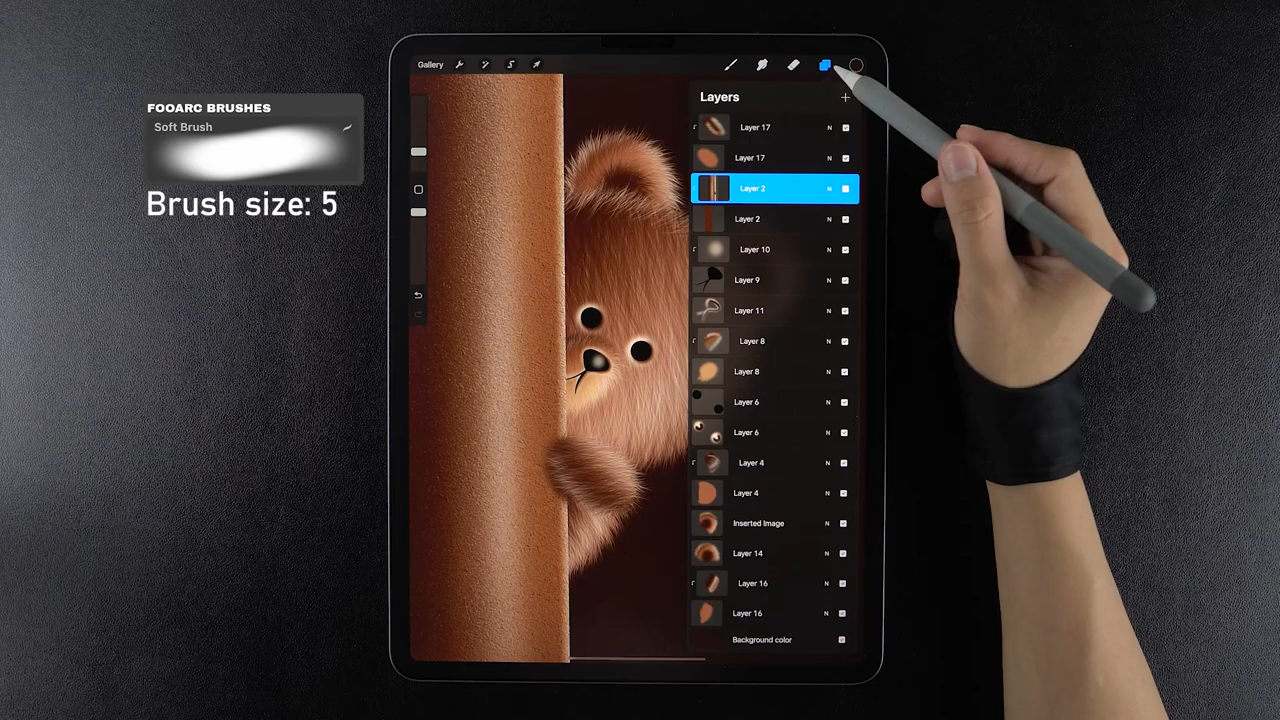 FOOARC BRUSHES
Soft Brush
Brush size: 5
Gallery
Layers
Layer 17 N
Layer 17 N
Layer 2 N
Layer 2 N
Layer 10 N
Layer 9 N
Layer 11 N
Layer 8 N
Layer 8 N
Layer 6 N
Layer 6 N
Layer 4 N
Layer 4 N
Inserted Image N
Layer 14 N
Layer 16 N
Layer 16 N
Background color